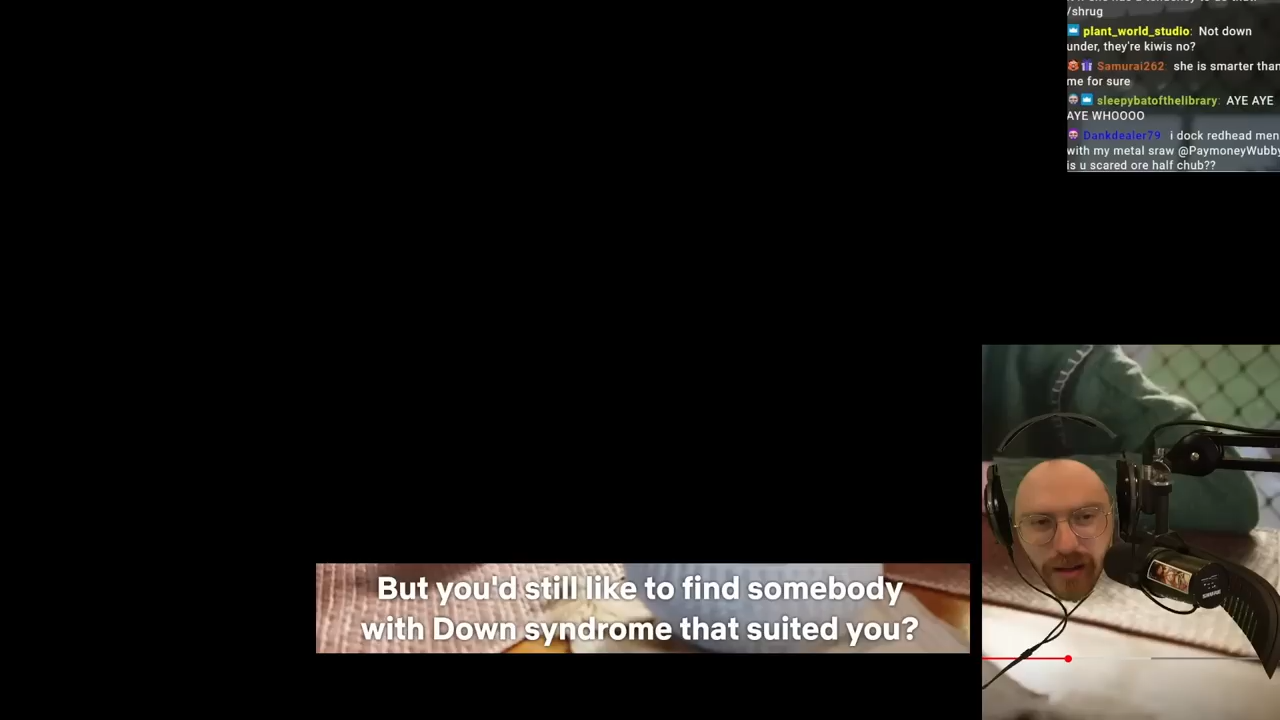 /shrug
plant_world_studio: Not down
under, they're kiwis no?
Samurai262: she is smarter than
me for sure
sleepybatofthelibrary: AYE AYE
AYE WHOOOO
Dankdealer79 i dock redhead men
with my metal sraw @PaymoneyWubby
is u scared ore half chub??
But you'd still like to find somebody
with Down syndrome that suited you?